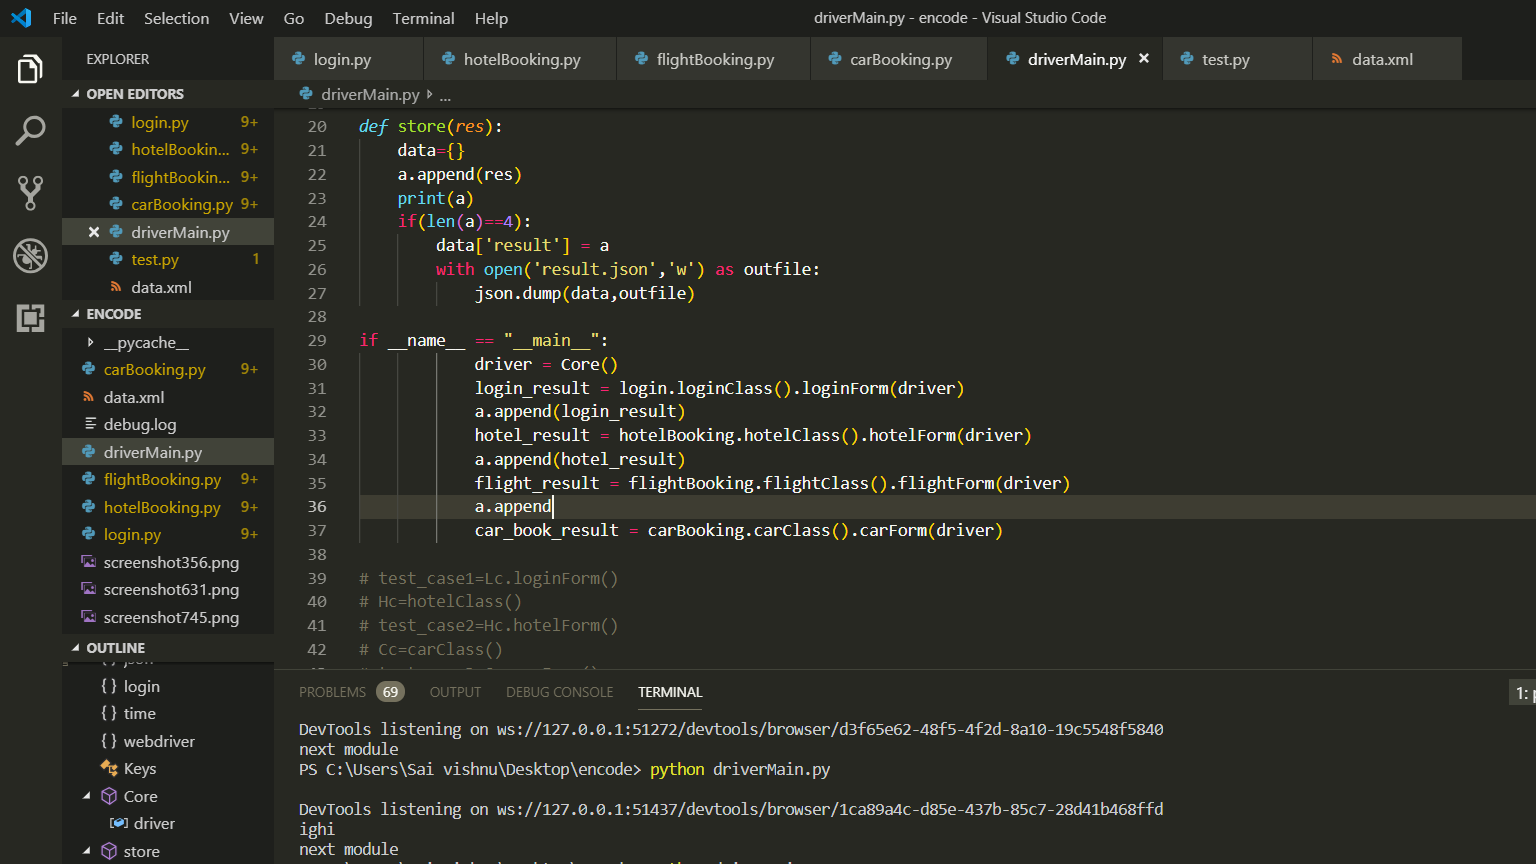 File Edit Selection View Go Debug Terminal Help
driverMain.py - encode - Visual Studio Code
EXPLORER
login.py hotelBooking.py flightBooking.py carBooking.py driverMain.py × test.py data.xml
OPEN EDITORS
login.py 9+
hotelBookin... 9+
flightBookin... 9+
carBooking.py 9+
driverMain.py
test.py 1
data.xml
ENCODE
__pycache__
carBooking.py 9+
data.xml
debug.log
driverMain.py
flightBooking.py 9+
hotelBooking.py 9+
login.py 9+
screenshot356.png
screenshot631.png
screenshot745.png
OUTLINE
{ } json
{ } login
{ } time
{ } webdriver
Keys
Core
driver
store
driverMain.py ...
20 def store(res):
21 data={}
22 a.append(res)
23 print(a)
24 if(len(a)==4):
25 data['result'] = a
26 with open('result.json','w') as outfile:
27 json.dump(data,outfile)
28
29 if __name__ == "__main__":
30 driver = Core()
31 login_result = login.loginClass().loginForm(driver)
32 a.append(login_result)
33 hotel_result = hotelBooking.hotelClass().hotelForm(driver)
34 a.append(hotel_result)
35 flight_result = flightBooking.flightClass().flightForm(driver)
36 a.append
37 car_book_result = carBooking.carClass().carForm(driver)
38
39 # test_case1=Lc.loginForm()
40 # Hc=hotelClass()
41 # test_case2=Hc.hotelForm()
42 # Cc=carClass()
PROBLEMS 69 OUTPUT DEBUG CONSOLE TERMINAL
1: p
DevTools listening on ws://127.0.0.1:51272/devtools/browser/d3f65e62-48f5-4f2d-8a10-19c5548f5840
next module
PS C:\Users\Sai vishnu\Desktop\encode> python driverMain.py
DevTools listening on ws://127.0.0.1:51437/devtools/browser/1ca89a4c-d85e-437b-85c7-28d41b468ffd
ighi
next module